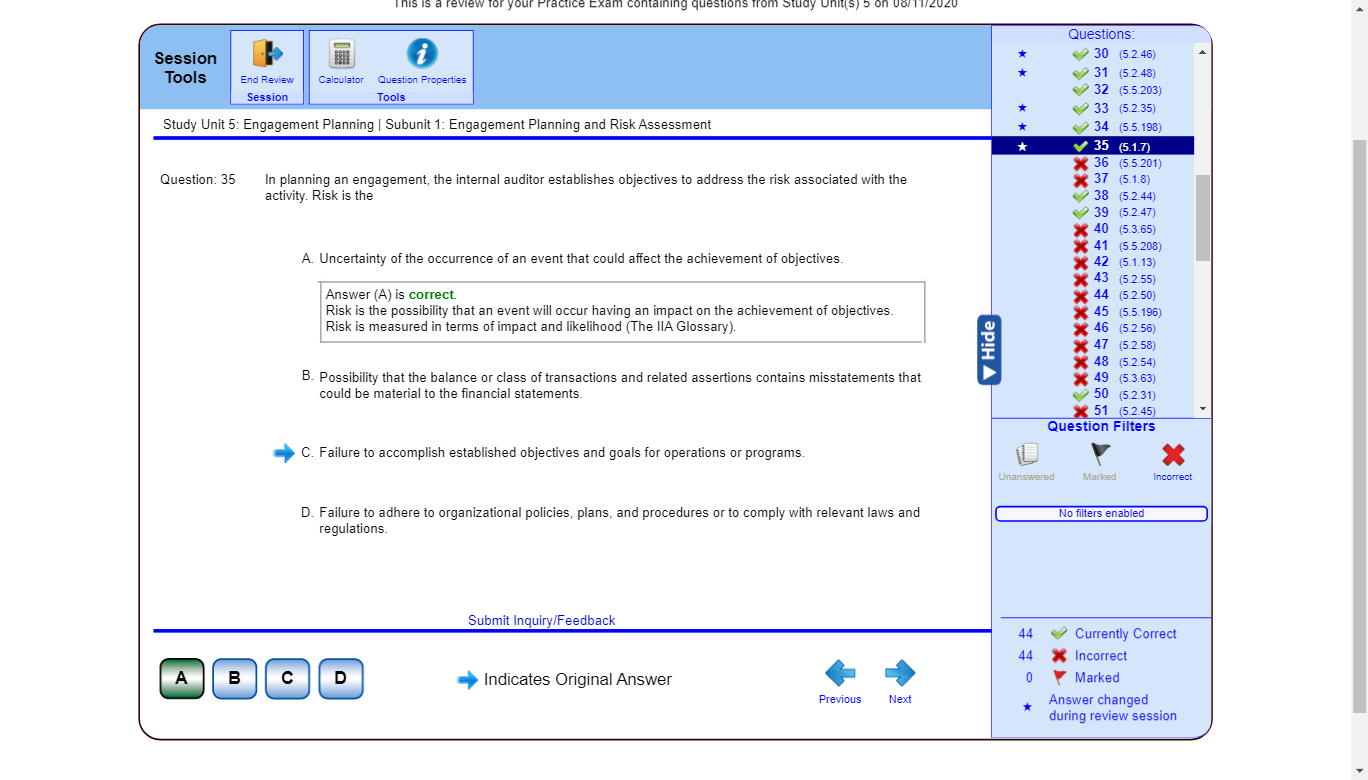 This is a review for your Practice Exam containing questions from Study Unit(s) 5 on 08/11/2020
Session
Tools
End Review
Session
Calculator
Question Properties
Tools
Study Unit 5: Engagement Planning | Subunit 1: Engagement Planning and Risk Assessment
Question: 35
In planning an engagement, the internal auditor establishes objectives to address the risk associated with the
activity. Risk is the
A. Uncertainty of the occurrence of an event that could affect the achievement of objectives.
Answer (A) is correct.
Risk is the possibility that an event will occur having an impact on the achievement of objectives.
Risk is measured in terms of impact and likelihood (The IIA Glossary).
B. Possibility that the balance or class of transactions and related assertions contains misstatements that
could be material to the financial statements.
C. Failure to accomplish established objectives and goals for operations or programs.
D. Failure to adhere to organizational policies, plans, and procedures or to comply with relevant laws and
regulations.
Submit Inquiry/Feedback
A B C D
Indicates Original Answer
Previous
Next
Hide
Questions:
30 (5.2.46)
31 (5.2.48)
32 (5.5.203)
33 (5.2.35)
34 (5.5.198)
35 (5.1.7)
36 (5.5.201)
37 (5.1.8)
38 (5.2.44)
39 (5.2.47)
40 (5.3.65)
41 (5.5.208)
42 (5.1.13)
43 (5.2.55)
44 (5.2.50)
45 (5.5.196)
46 (5.2.56)
47 (5.2.58)
48 (5.2.54)
49 (5.3.63)
50 (5.2.31)
51 (5.2.45)
Question Filters
Unanswered
Marked
Incorrect
No filters enabled
44 Currently Correct
44 Incorrect
0 Marked
Answer changed
during review session